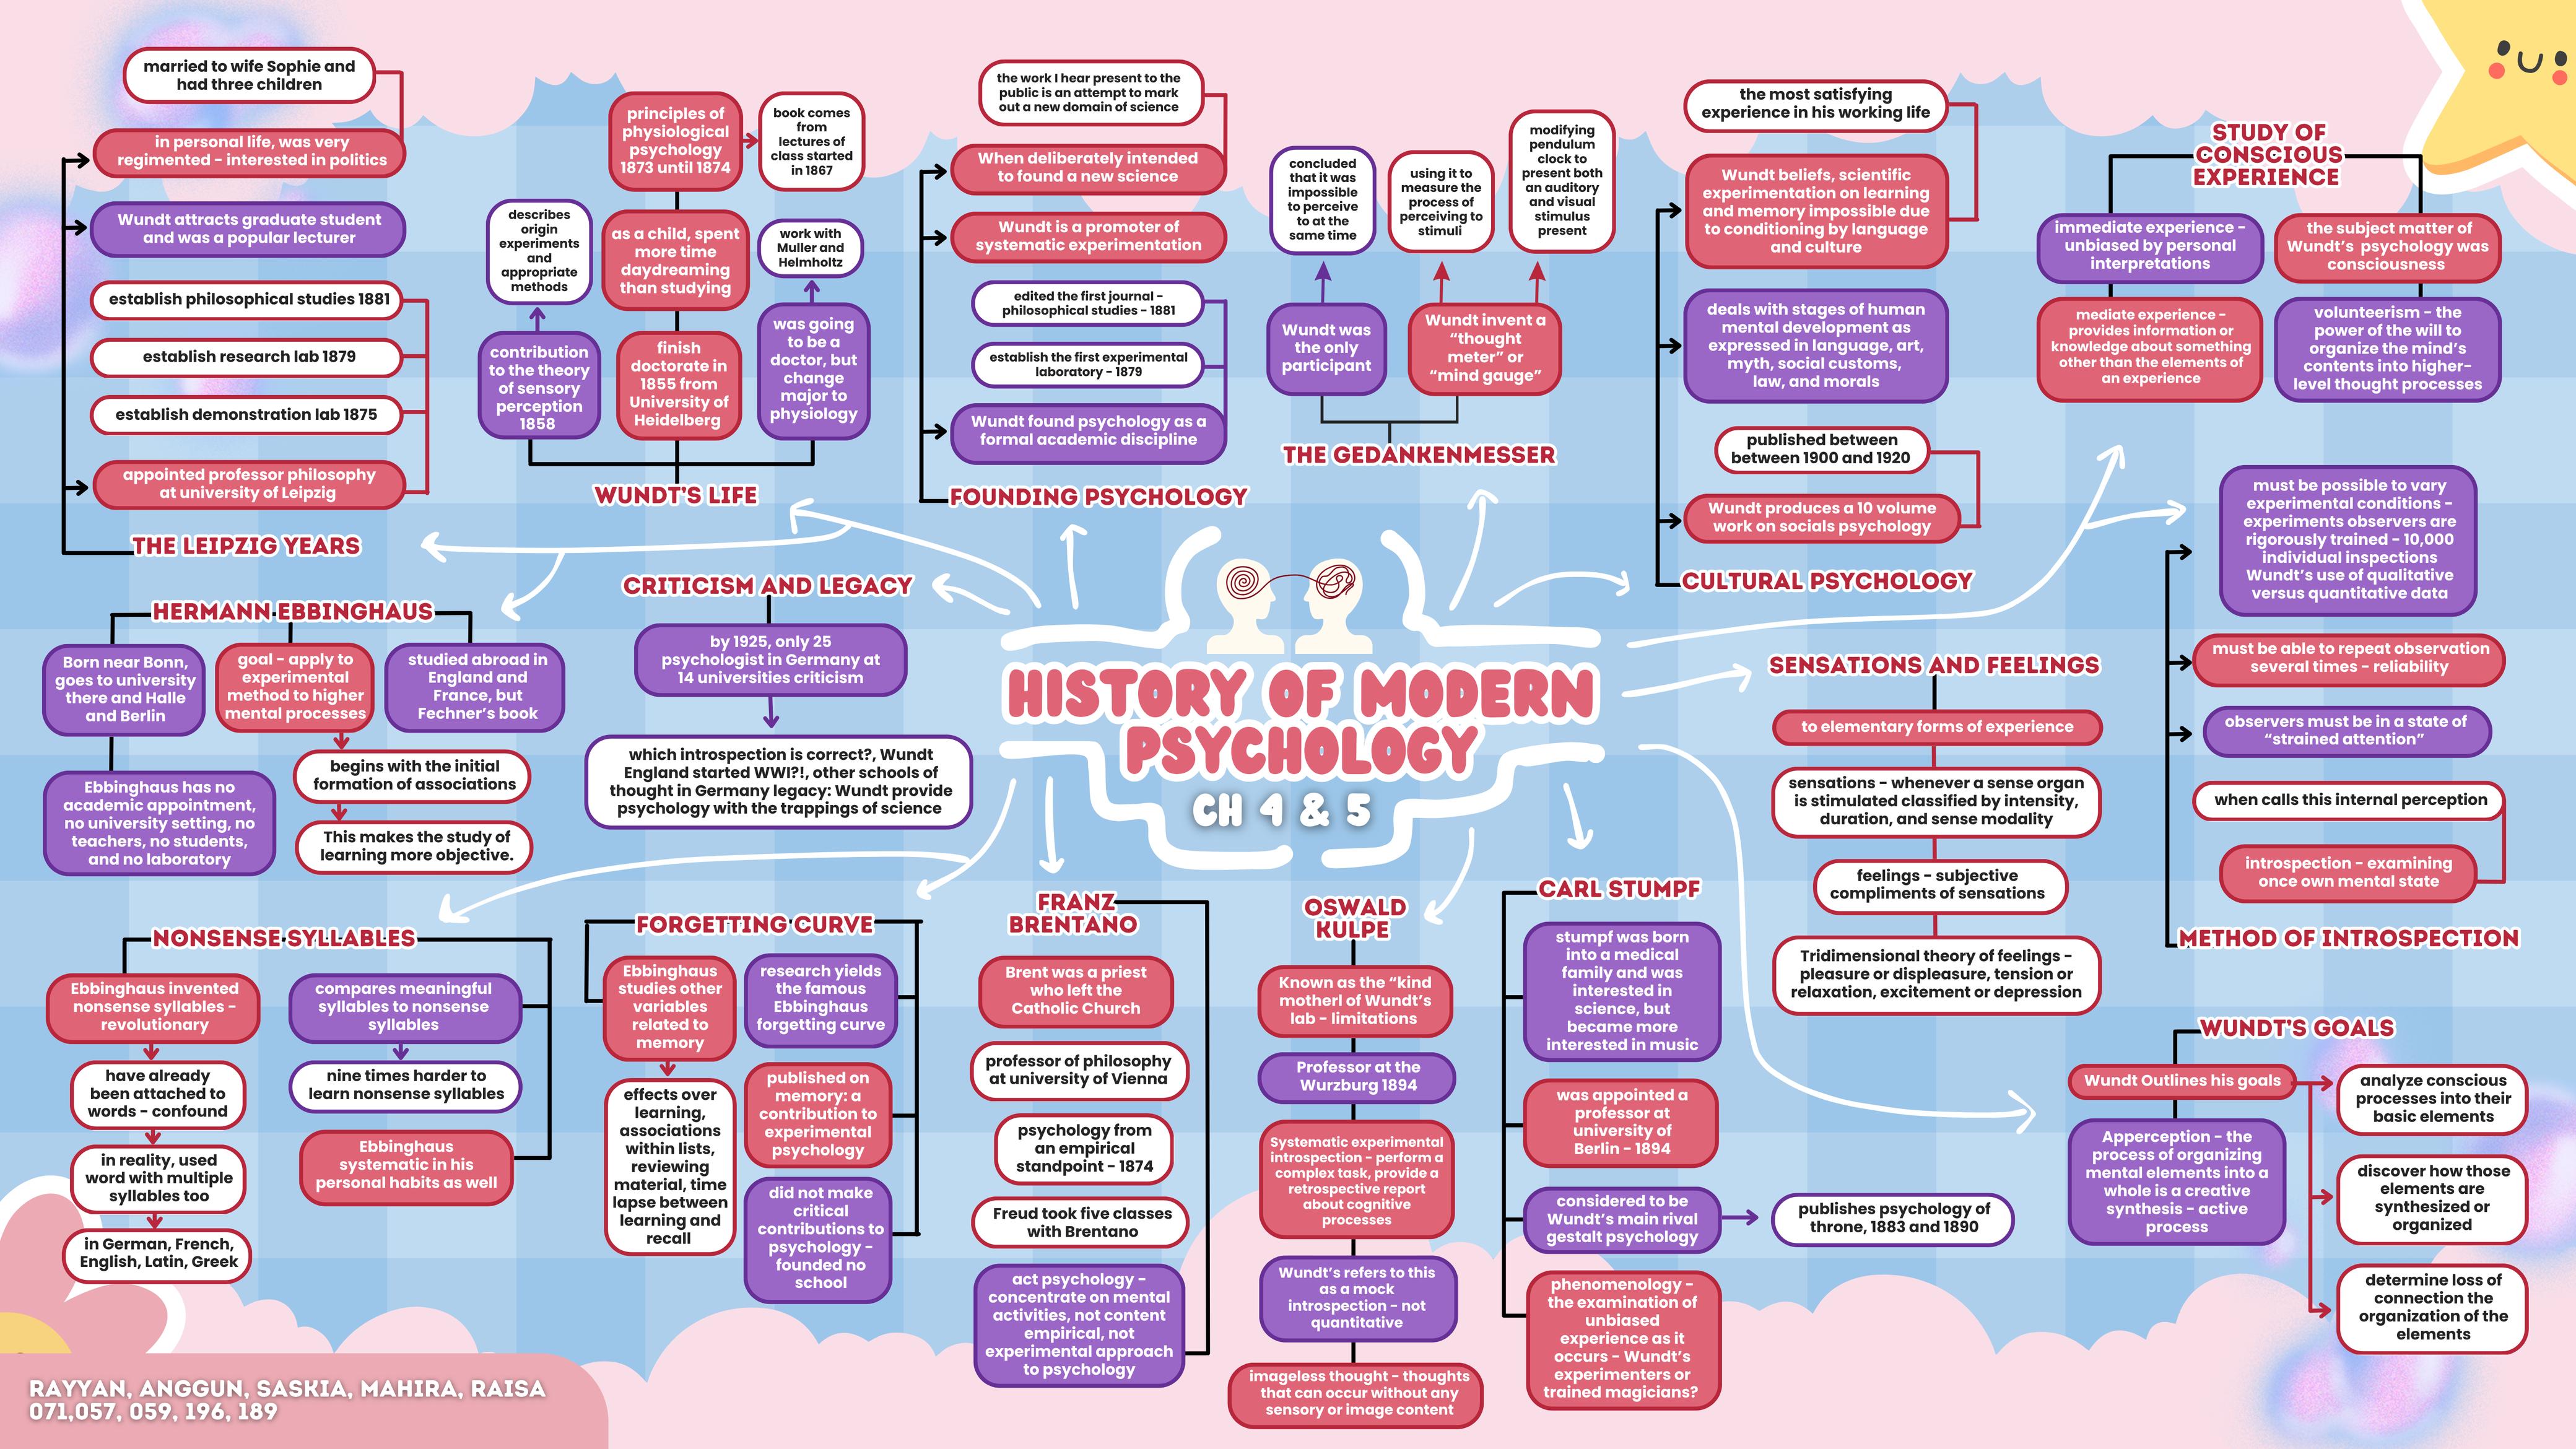 married to wife Sophie and
had three children
in personal life, was very
regimented - interested in politics
Wundt attracts graduate student
and was a popular lecturer
establish philosophical studies 1881
establish research lab 1879
establish demonstration lab 1875
appointed professor philosophy
at university of Leipzig
THE LEIPZIG YEARS
principles of
physiological
psychology
1873 until 1874
book comes
from
lectures of
class started
in 1867
describes
origin
experiments
and
appropriate
methods
as a child, spent
more time
daydreaming
than studying
work with
Muller and
Helmholtz
contribution
to the theory
of sensory
perception
1858
finish
doctorate in
1855 from
University of
Heidelberg
was going
to be a
doctor, but
change
major to
physiology
WUNDT'S LIFE
the work I hear present to the
public is an attempt to mark
out a new domain of science
When deliberately intended
to found a new science
Wundt is a promoter of
systematic experimentation
edited the first journal -
philosophical studies - 1881
establish the first experimental
laboratory - 1879
Wundt found psychology as a
formal academic discipline
FOUNDING PSYCHOLOGY
concluded
that it was
impossible
to perceive
to at the
same time
using it to
measure the
process of
perceiving to
stimuli
modifying
pendulum
clock to
present both
an auditory
and visual
stimulus
present
Wundt was
the only
participant
Wundt invent a
“thought
meter” or
“mind gauge”
THE GEDANKENMESSER
the most satisfying
experience in his working life
Wundt beliefs, scientific
experimentation on learning
and memory impossible due
to conditioning by language
and culture
deals with stages of human
mental development as
expressed in language, art,
myth, social customs,
law, and morals
published between
between 1900 and 1920
Wundt produces a 10 volume
work on socials psychology
CULTURAL PSYCHOLOGY
STUDY OF
CONSCIOUS
EXPERIENCE
immediate experience -
unbiased by personal
interpretations
the subject matter of
Wundt's psychology was
consciousness
mediate experience -
provides information or
knowledge about something
other than the elements of
an experience
volunteerism - the
power of the will to
organize the mind's
contents into higher-
level thought processes
HERMANN EBBINGHAUS
Born near Bonn,
goes to university
there and Halle
and Berlin
goal - apply to
experimental
method to higher
mental processes
studied abroad in
England and
France, but
Fechner's book
Ebbinghaus has no
academic appointment,
no university setting, no
teachers, no students,
and no laboratory
begins with the initial
formation of associations
This makes the study of
learning more objective.
CRITICISM AND LEGACY
by 1925, only 25
psychologist in Germany at
14 universities criticism
which introspection is correct?, Wundt
England started WWI?!, other schools of
thought in Germany legacy: Wundt provide
psychology with the trappings of science
HISTORY OF MODERN
PSYCHOLOGY
CH 4 & 5
SENSATIONS AND FEELINGS
to elementary forms of experience
sensations - whenever a sense organ
is stimulated classified by intensity,
duration, and sense modality
feelings - subjective
compliments of sensations
Tridimensional theory of feelings -
pleasure or displeasure, tension or
relaxation, excitement or depression
must be possible to vary
experimental conditions -
experiments observers are
rigorously trained - 10,000
individual inspections
Wundt's use of qualitative
versus quantitative data
must be able to repeat observation
several times - reliability
observers must be in a state of
“strained attention”
when calls this internal perception
introspection - examining
once own mental state
METHOD OF INTROSPECTION
NONSENSE SYLLABLES
Ebbinghaus invented
nonsense syllables -
revolutionary
compares meaningful
syllables to nonsense
syllables
have already
been attached to
words - confound
nine times harder to
learn nonsense syllables
in reality, used
word with multiple
syllables too
Ebbinghaus
systematic in his
personal habits as well
in German, French,
English, Latin, Greek
FORGETTING CURVE
Ebbinghaus
studies other
variables
related to
memory
research yields
the famous
Ebbinghaus
forgetting curve
effects over
learning,
associations
within lists,
reviewing
material, time
lapse between
learning and
recall
published on
memory: a
contribution to
experimental
psychology
did not make
critical
contributions to
psychology -
founded no
school
FRANZ
BRENTANO
Brent was a priest
who left the
Catholic Church
professor of philosophy
at university of Vienna
psychology from
an empirical
standpoint - 1874
Freud took five classes
with Brentano
act psychology -
concentrate on mental
activities, not content
empirical, not
experimental approach
to psychology
OSWALD
KULPE
Known as the “kind
motherl of Wundt's
lab - limitations
Professor at the
Wurzburg 1894
Systematic experimental
introspection - perform a
complex task, provide a
retrospective report
about cognitive
processes
Wundt's refers to this
as a mock
introspection - not
quantitative
imageless thought - thoughts
that can occur without any
sensory or image content
CARL STUMPF
stumpf was born
into a medical
family and was
interested in
science, but
became more
interested in music
was appointed a
professor at
university of
Berlin - 1894
considered to be
Wundt's main rival
gestalt psychology
publishes psychology of
throne, 1883 and 1890
phenomenology -
the examination of
unbiased
experience as it
occurs - Wundt's
experimenters or
trained magicians?
WUNDT'S GOALS
Wundt Outlines his goals
Apperception - the
process of organizing
mental elements into a
whole is a creative
synthesis - active
process
analyze conscious
processes into their
basic elements
discover how those
elements are
synthesized or
organized
determine loss of
connection the
organization of the
elements
RAYYAN, ANGGUN, SASKIA, MAHIRA, RAISA
071,057, 059, 196, 189